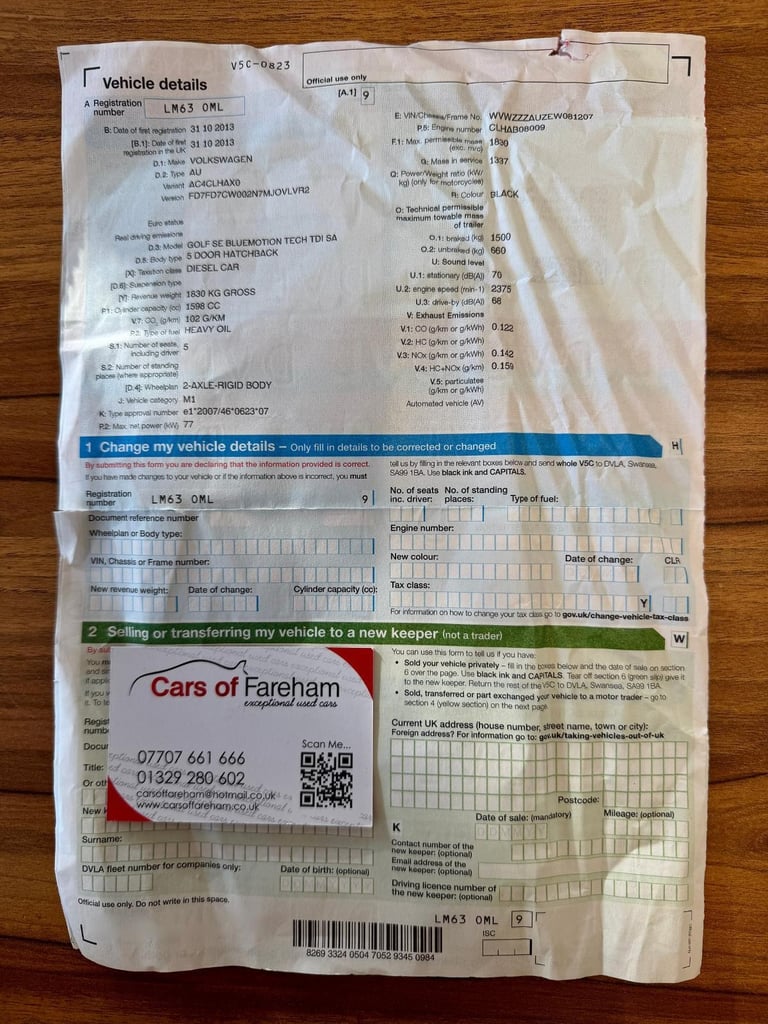 V5C-0823
Vehicle details
Official use only
[A.1] 9
A Registration number LM63 OML
B: Date of first registration 31 10 2013
[B.1]: Date of first registration in the UK 31 10 2013
D.1: Make VOLKSWAGEN
D.2: Type AU
Variant AC4CLHAX0
Version FD7FD7CW002N7MJOVLVR2
Euro status
Real driving emissions
D.3: Model GOLF SE BLUEMOTION TECH TDI SA
D.5: Body type 5 DOOR HATCHBACK
[X]: Taxation class DIESEL CAR
[D.6]: Suspension type
[Y]: Revenue weight 1830 KG GROSS
P.1: Cylinder capacity (cc) 1598 CC
V.7: CO₂ (g/km) 102 G/KM
P.3: Type of fuel HEAVY OIL
S.1: Number of seats, including driver 5
S.2: Number of standing places (where appropriate)
[D.4]: Wheelplan 2-AXLE-RIGID BODY
J: Vehicle category M1
K: Type approval number e1*2007/46*0623*07
P.2: Max. net power (kW) 77
E: VIN/Chassis/Frame No. WVWZZZAUZEW081207
P.5: Engine number CLHAB08009
F.1: Max. permissible mass (exc. m/c) 1830
G: Mass in service 1337
Q: Power/Weight ratio (kW/kg) (only for motorcycles)
R: Colour BLACK
O: Technical permissible maximum towable mass of trailer
O.1: braked (kg) 1500
O.2: unbraked (kg) 660
U: Sound level
U.1: stationary (dB(A)) 70
U.2: engine speed (min-1) 2375
U.3: drive-by (dB(A)) 68
V: Exhaust Emissions
V.1: CO (g/km or g/kWh) 0.122
V.2: HC (g/km or g/kWh)
V.3: NOx (g/km or g/kWh) 0.142
V.4: HC+NOx (g/km) 0.159
V.5: particulates (g/km or g/kWh)
Automated vehicle (AV)
1 Change my vehicle details – Only fill in details to be corrected or changed
H
By submitting this form you are declaring that the information provided is correct.
If you have made changes to your vehicle or if the information above is incorrect, you must
tell us by filling in the relevant boxes below and send whole V5C to DVLA, Swansea,
SA99 1BA. Use black ink and CAPITALS.
Registration number LM63 OML 9
Document reference number
Wheelplan or Body type:
VIN, Chassis or Frame number:
New revenue weight: Date of change: Cylinder capacity (cc):
No. of seats inc. driver: No. of standing places: Type of fuel:
Engine number:
New colour: Date of change: CLR
Tax class:
Y
For information on how to change your tax class go to gov.uk/change-vehicle-tax-class
2 Selling or transferring my vehicle to a new keeper (not a trader)
W
You can use this form to tell us if you have:
• Sold your vehicle privately – fill in the boxes below and the date of sale on section
6 over the page. Use black ink and CAPITALS. Tear off section 6 (green slip) give it
to the new keeper. Return the rest of the V5C to DVLA, Swansea, SA99 1BA.
• Sold, transferred or part exchanged your vehicle to a motor trader – go to
section 4 (yellow section) on the next page.
Title:
Surname:
DVLA fleet number for companies only: Date of birth: (optional)
Official use only. Do not write in this space.
Cars of Fareham
exceptional used cars
07707 661 666
01329 280 602
carsoffareham@hotmail.co.uk
www.carsoffareham.co.uk
Scan Me...
Current UK address (house number, street name, town or city):
Foreign address? For information go to: gov.uk/taking-vehicles-out-of-uk
Postcode:
Date of sale: (mandatory) Mileage: (optional)
K
Contact number of the new keeper: (optional)
Email address of the new keeper: (optional)
Driving licence number of the new keeper: (optional)
LM63 OML 9
ISC
8269 3324 0504 7052 9345 0984